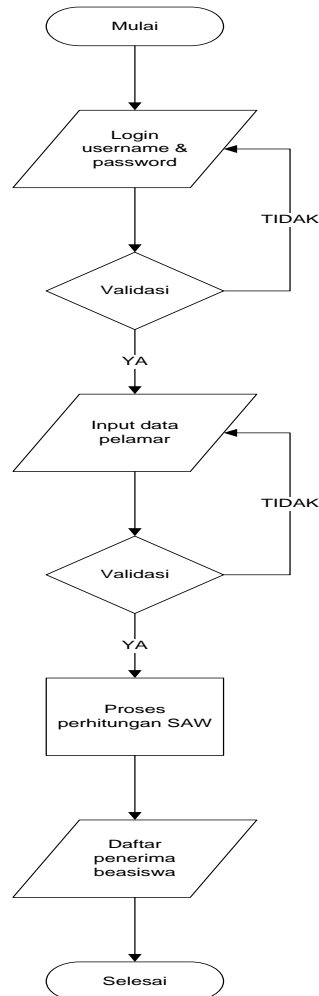 Mulai
Login
username &
password
TIDAK
Validasi
YA
Input data
pelamar
TIDAK
Validasi
YA
Proses
perhitungan SAW
Daftar
penerima
beasiswa
Selesai